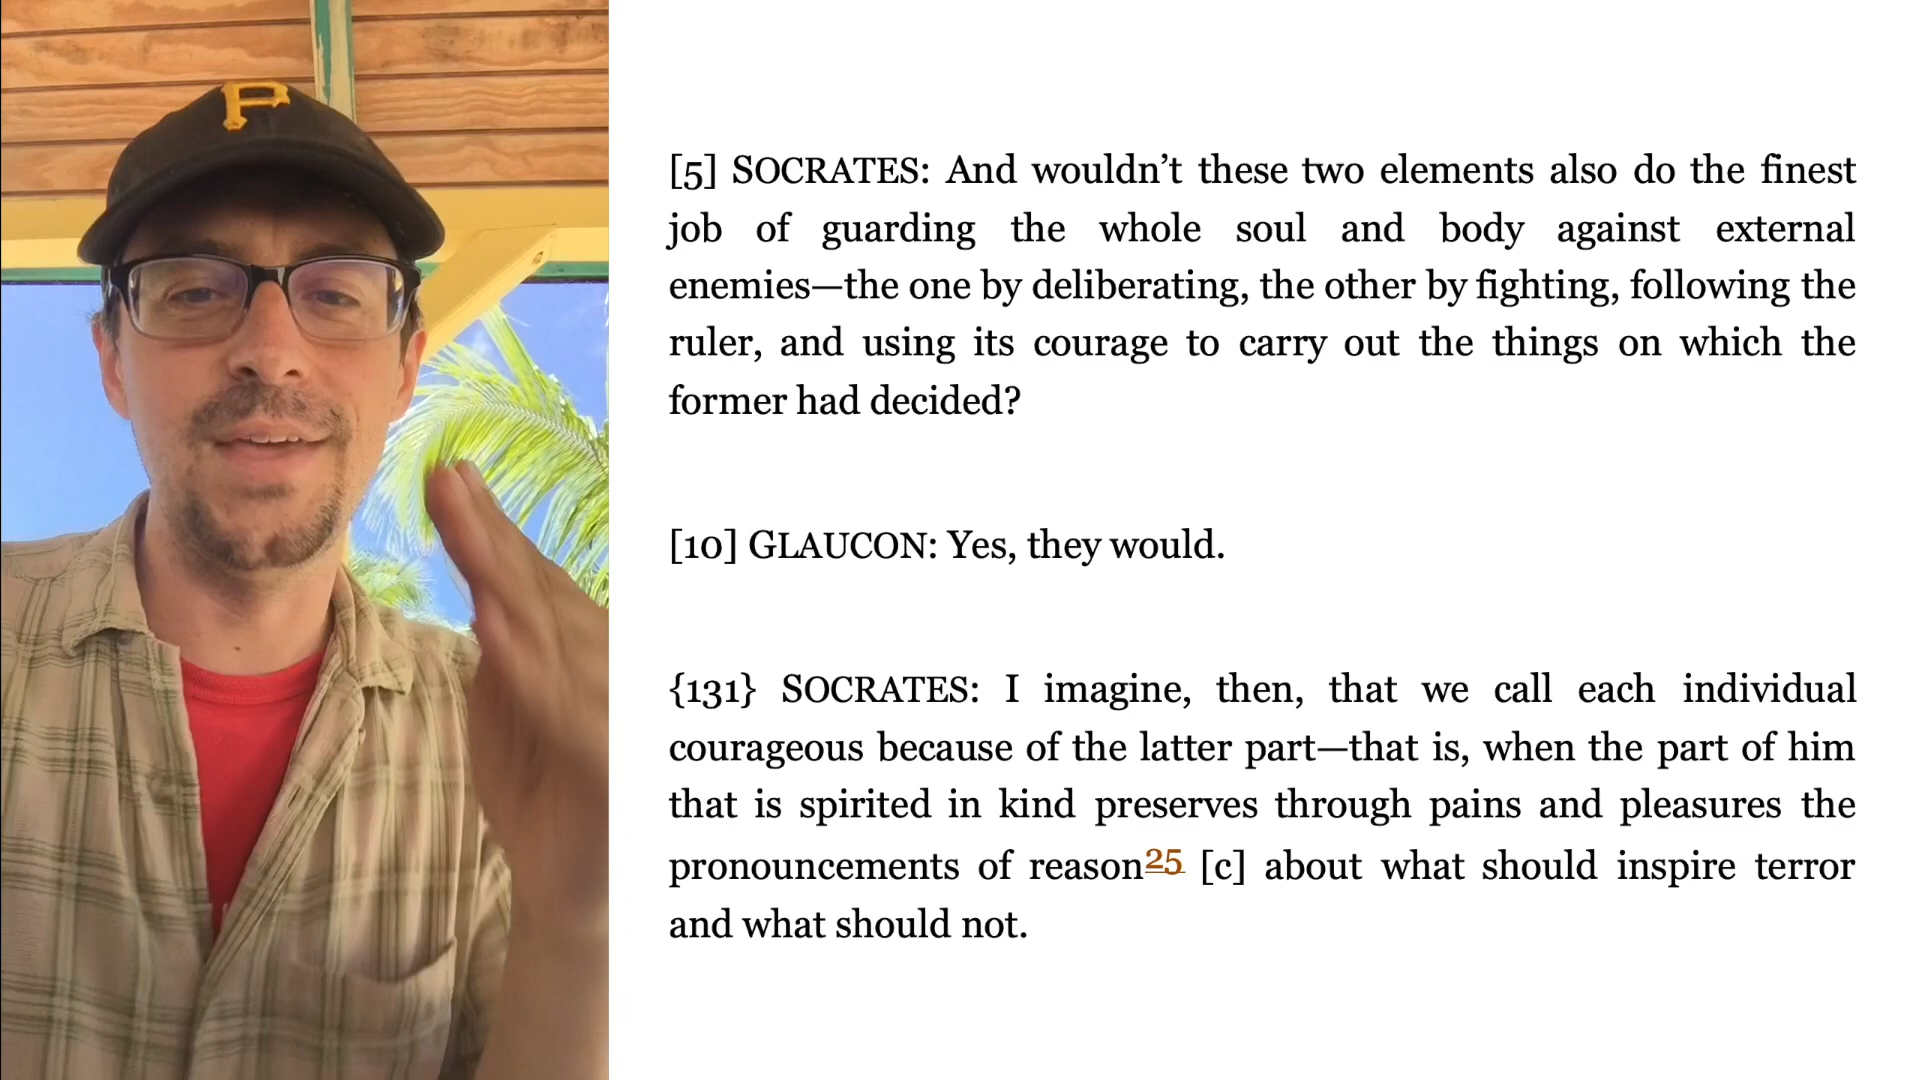 P
[5] SOCRATES: And wouldn’t these two elements also do the finest
job of guarding the whole soul and body against external
enemies—the one by deliberating, the other by fighting, following the
ruler, and using its courage to carry out the things on which the
former had decided?
[10] GLAUCON: Yes, they would.
{131} SOCRATES: I imagine, then, that we call each individual
courageous because of the latter part—that is, when the part of him
that is spirited in kind preserves through pains and pleasures the
pronouncements of reason25 [c] about what should inspire terror
and what should not.